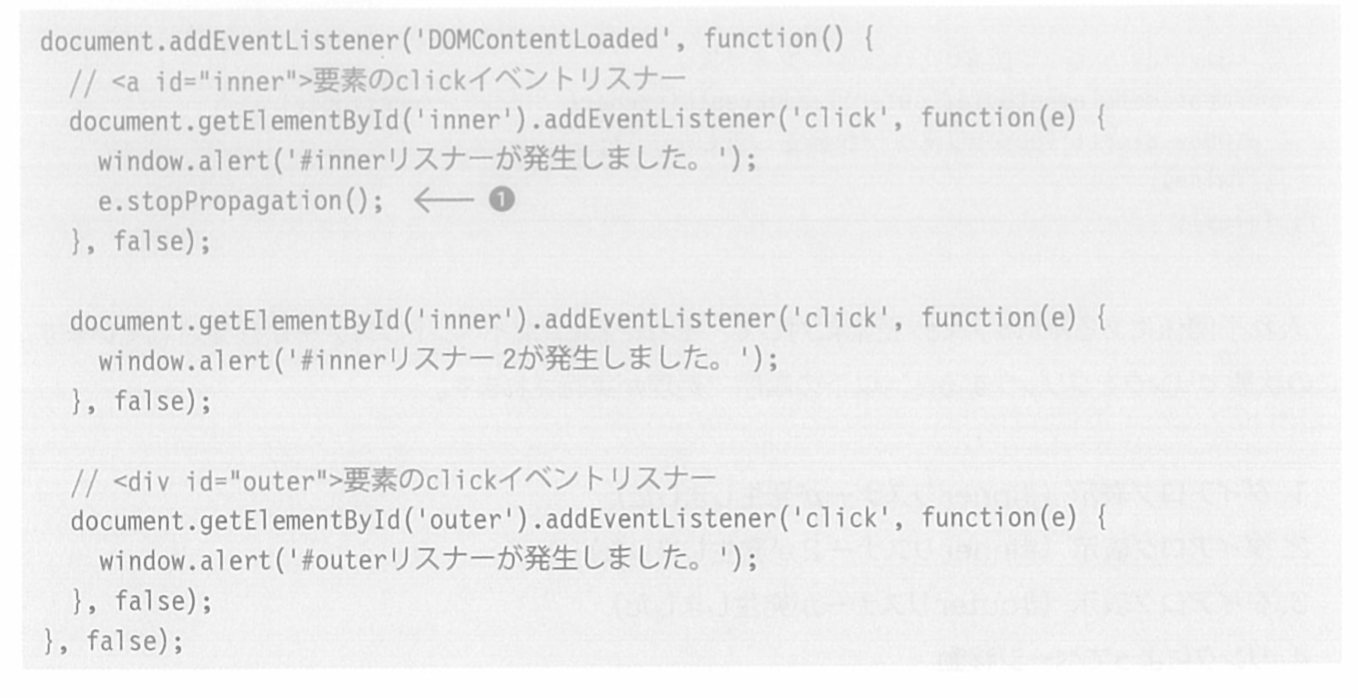 document.addEventListener('DOMContentLoaded', function() {
  // <a id="inner">要素のclickイベントリスナー
  document.getElementById('inner').addEventListener('click', function(e) {
    window.alert('#innerリスナーが発生しました。');
    e.stopPropagation(); ← ❶
  }, false);

  document.getElementById('inner').addEventListener('click', function(e) {
    window.alert('#innerリスナー2が発生しました。');
  }, false);

  // <div id="outer">要素のclickイベントリスナー
  document.getElementById('outer').addEventListener('click', function(e) {
    window.alert('#outerリスナーが発生しました。');
  }, false);
}, false);